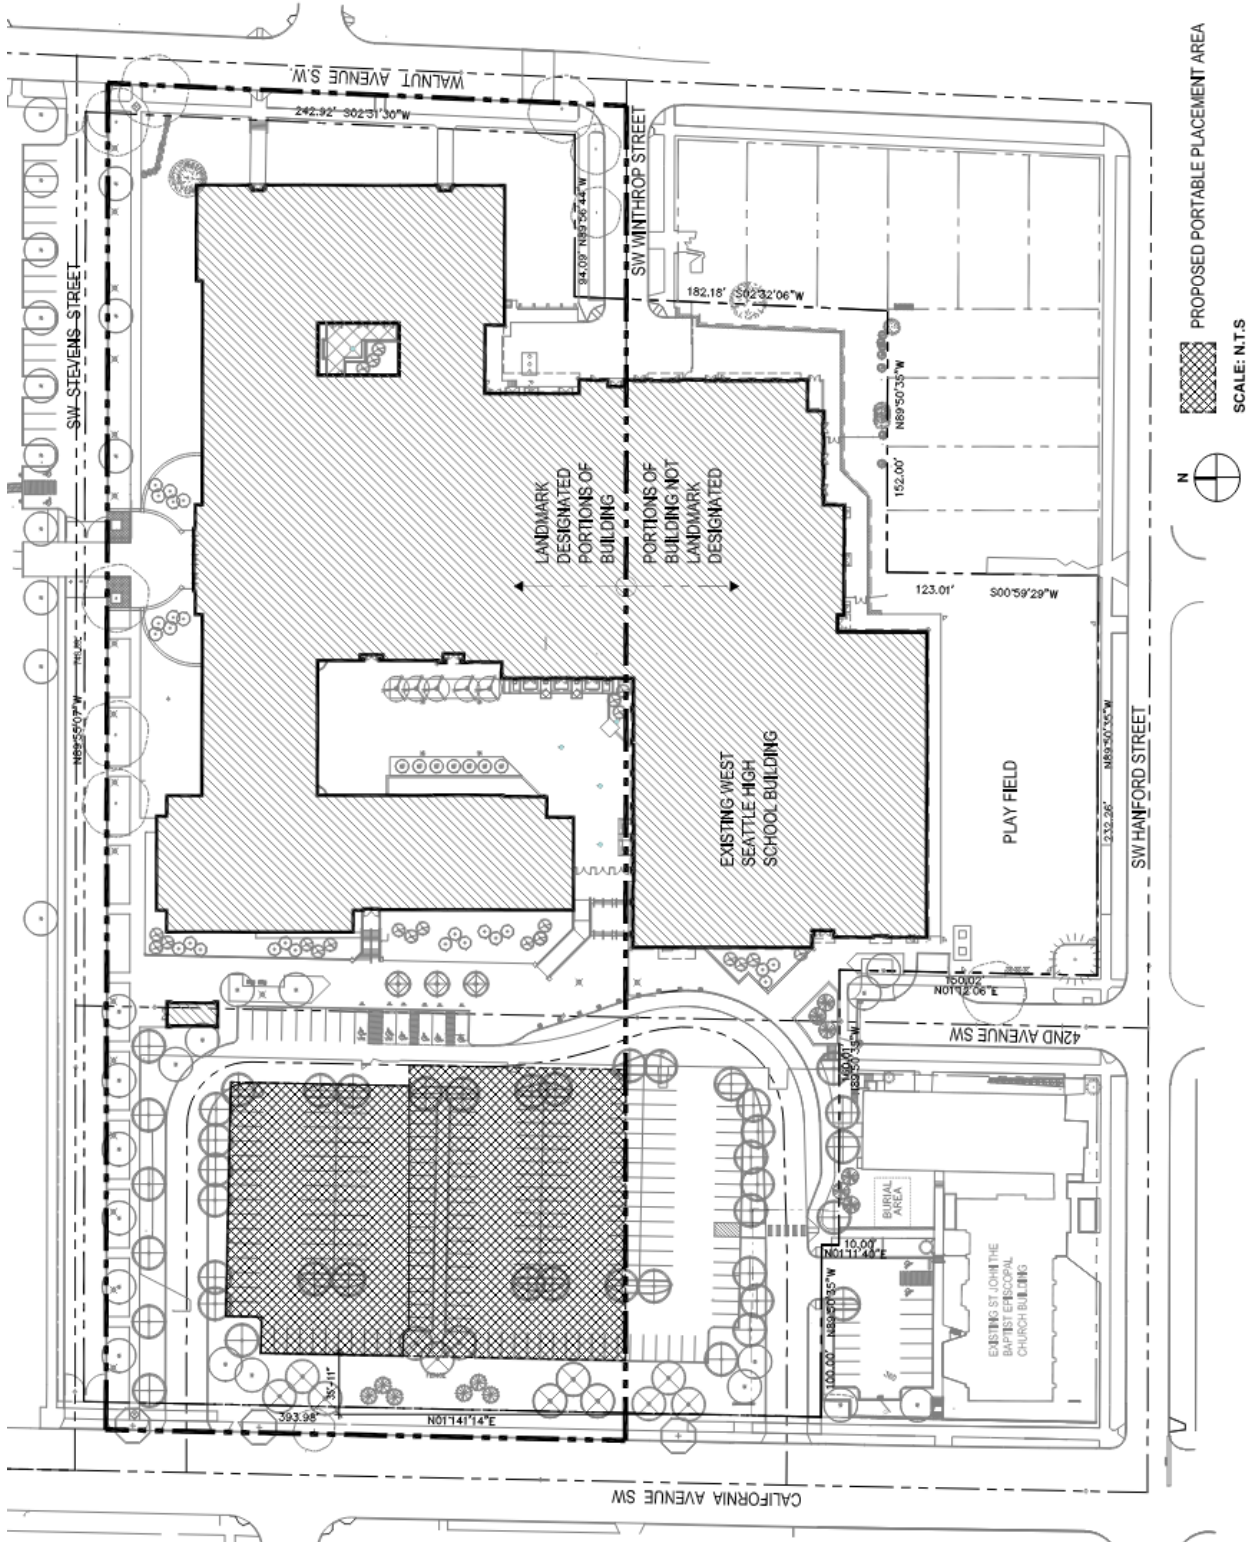 WALNUT AVENUE S.W.
242.92' S02°31'30"W
SW STEVENS STREET
94.09' N89°56'44"W
SW WINTHROP STREET
182.18' S02°32'06"W
N89°50'35"W
152.00'
LANDMARK
DESIGNATED
PORTIONS OF
BUILDING
PORTIONS OF
BUILDING NOT
LANDMARK
DESIGNATED
123.01'
S00°59'29"W
N89°55'07"W
EXISTING WEST
SEATTLE HIGH
SCHOOL BUILDING
PLAY FIELD
N89°50'35"W
232.26'
SW HANFORD STREET
150.02'
N01°12'06"E
42ND AVENUE SW
BURIAL
AREA
10.00'
N01°11'40"E
N89°50'35"W
100.00'
EXISTING ST JOHN THE
BAPTIST EPISCOPAL
CHURCH BUILDING
35'-11"
393.98'
N01°41'14"E
CALIFORNIA AVENUE SW
PROPOSED PORTABLE PLACEMENT AREA
N
SCALE: N.T.S